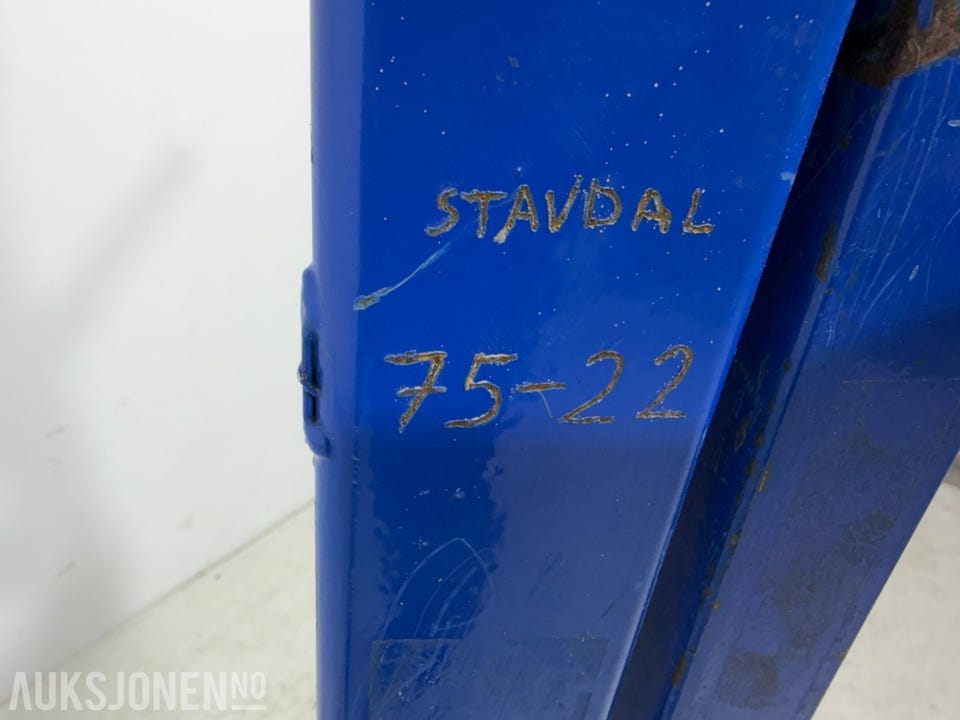 STAVDAL
75-22
AUKSJONEN NO